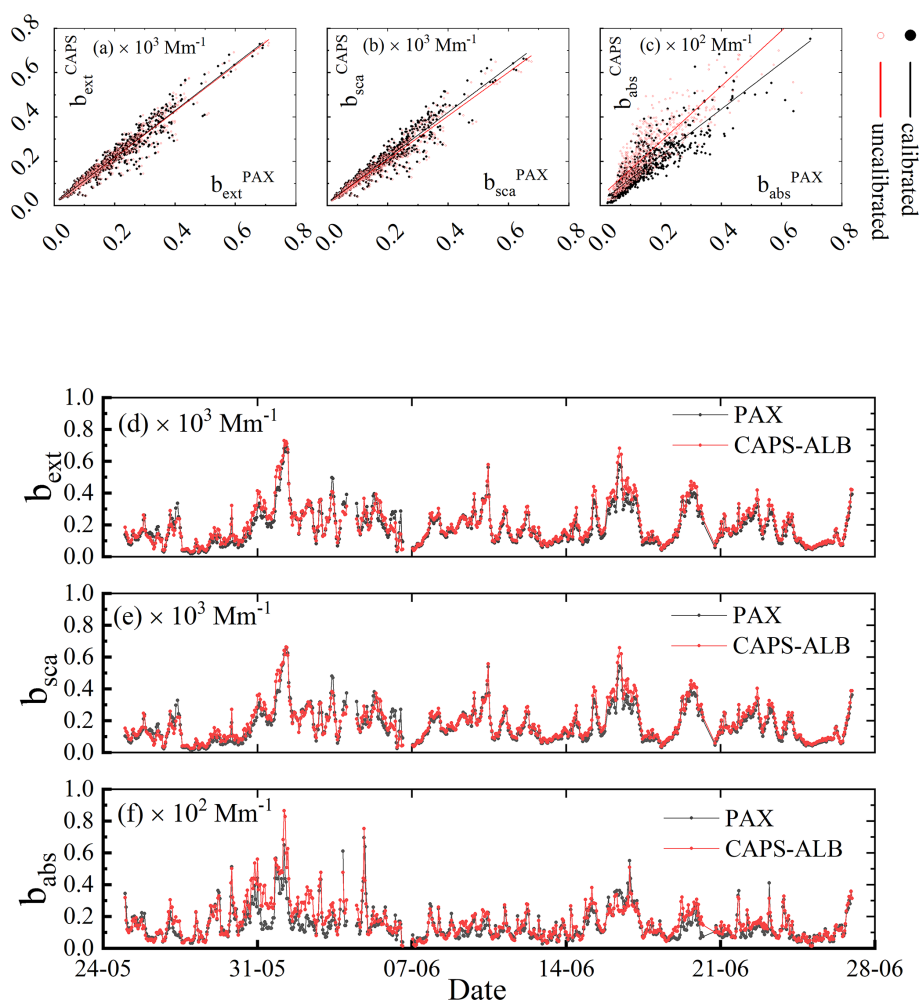 0.8
0.6
0.4
0.2
0.0
b_ext^CAPS
(a) × 10³ Mm⁻¹
b_ext^PAX
0.0 0.2 0.4 0.6 0.8
b_sca^CAPS
(b) × 10³ Mm⁻¹
b_sca^PAX
0.0 0.2 0.4 0.6 0.8
b_abs^CAPS
(c) × 10² Mm⁻¹
b_abs^PAX
0.0 0.2 0.4 0.6 0.8
calibrated
uncalibrated
(d) × 10³ Mm⁻¹
PAX
CAPS-ALB
b_ext
1.0
0.8
0.6
0.4
0.2
0.0
(e) × 10³ Mm⁻¹
PAX
CAPS-ALB
b_sca
1.0
0.8
0.6
0.4
0.2
0.0
(f) × 10² Mm⁻¹
PAX
CAPS-ALB
b_abs
1.0
0.8
0.6
0.4
0.2
0.0
24-05 31-05 07-06 14-06 21-06 28-06
Date